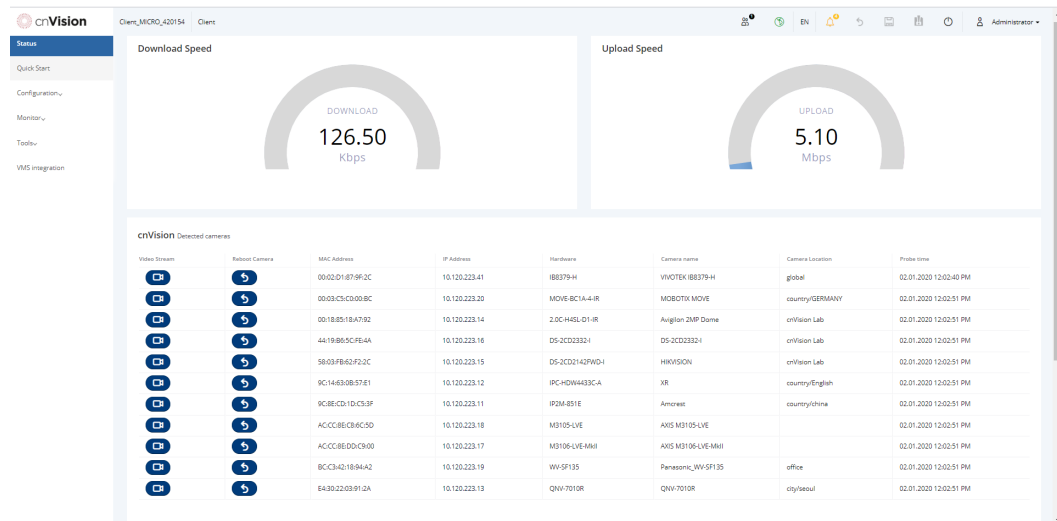 cnVision Client_MICRO_420154 Client EN Administrator
Status
Quick Start
Configuration
Monitor
Tools
VMS integration
Download Speed
DOWNLOAD
126.50
Kbps
Upload Speed
UPLOAD
5.10
Mbps
cnVision Detected cameras
Video Stream Reboot Camera MAC Address IP Address Hardware Camera name Camera Location Probe time
00:02:D1:87:9F:2C 10.120.223.41 IB8379-H VIVOTEK IB8379-H global 02.01.2020 12:02:40 PM
00:03:C5:C0:00:BC 10.120.223.20 MOVE-BC1A-4-IR MOBOTIX MOVE country/GERMANY 02.01.2020 12:02:51 PM
00:18:85:18:A7:92 10.120.223.14 2.0C-H4SL-D1-IR Avigilon 2MP Dome cnVision Lab 02.01.2020 12:02:51 PM
44:19:B6:5C:FE:4A 10.120.223.16 DS-2CD2332-I DS-2CD2332-I cnVision Lab 02.01.2020 12:02:51 PM
58:03:FB:62:F2:2C 10.120.223.15 DS-2CD2142FWD-I HIKVISION cnVision Lab 02.01.2020 12:02:51 PM
9C:14:63:0B:57:E1 10.120.223.12 IPC-HDW4433C-A XR country/English 02.01.2020 12:02:51 PM
9C:8E:CD:1D:C5:3F 10.120.223.11 IP2M-851E Amcrest country/china 02.01.2020 12:02:51 PM
AC:CC:8E:C8:6C:5D 10.120.223.18 M3105-LVE AXIS M3105-LVE 02.01.2020 12:02:51 PM
AC:CC:8E:DD:C9:00 10.120.223.17 M3106-LVE-MkII AXIS M3106-LVE-MkII 02.01.2020 12:02:51 PM
BC:C3:42:18:94:A2 10.120.223.19 WV-SF135 Panasonic_WV-SF135 office 02.01.2020 12:02:51 PM
E4:30:22:03:91:2A 10.120.223.13 QNV-7010R QNV-7010R city/seoul 02.01.2020 12:02:51 PM